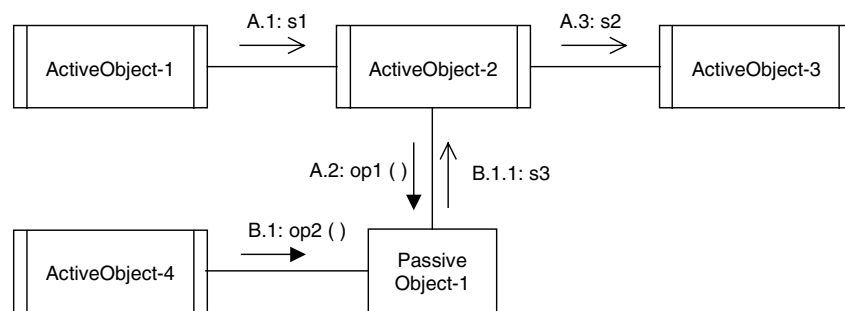 A.1: s1
A.3: s2
ActiveObject-1
ActiveObject-2
ActiveObject-3
A.2: op1 ( )
B.1.1: s3
B.1: op2 ( )
ActiveObject-4
Passive
Object-1